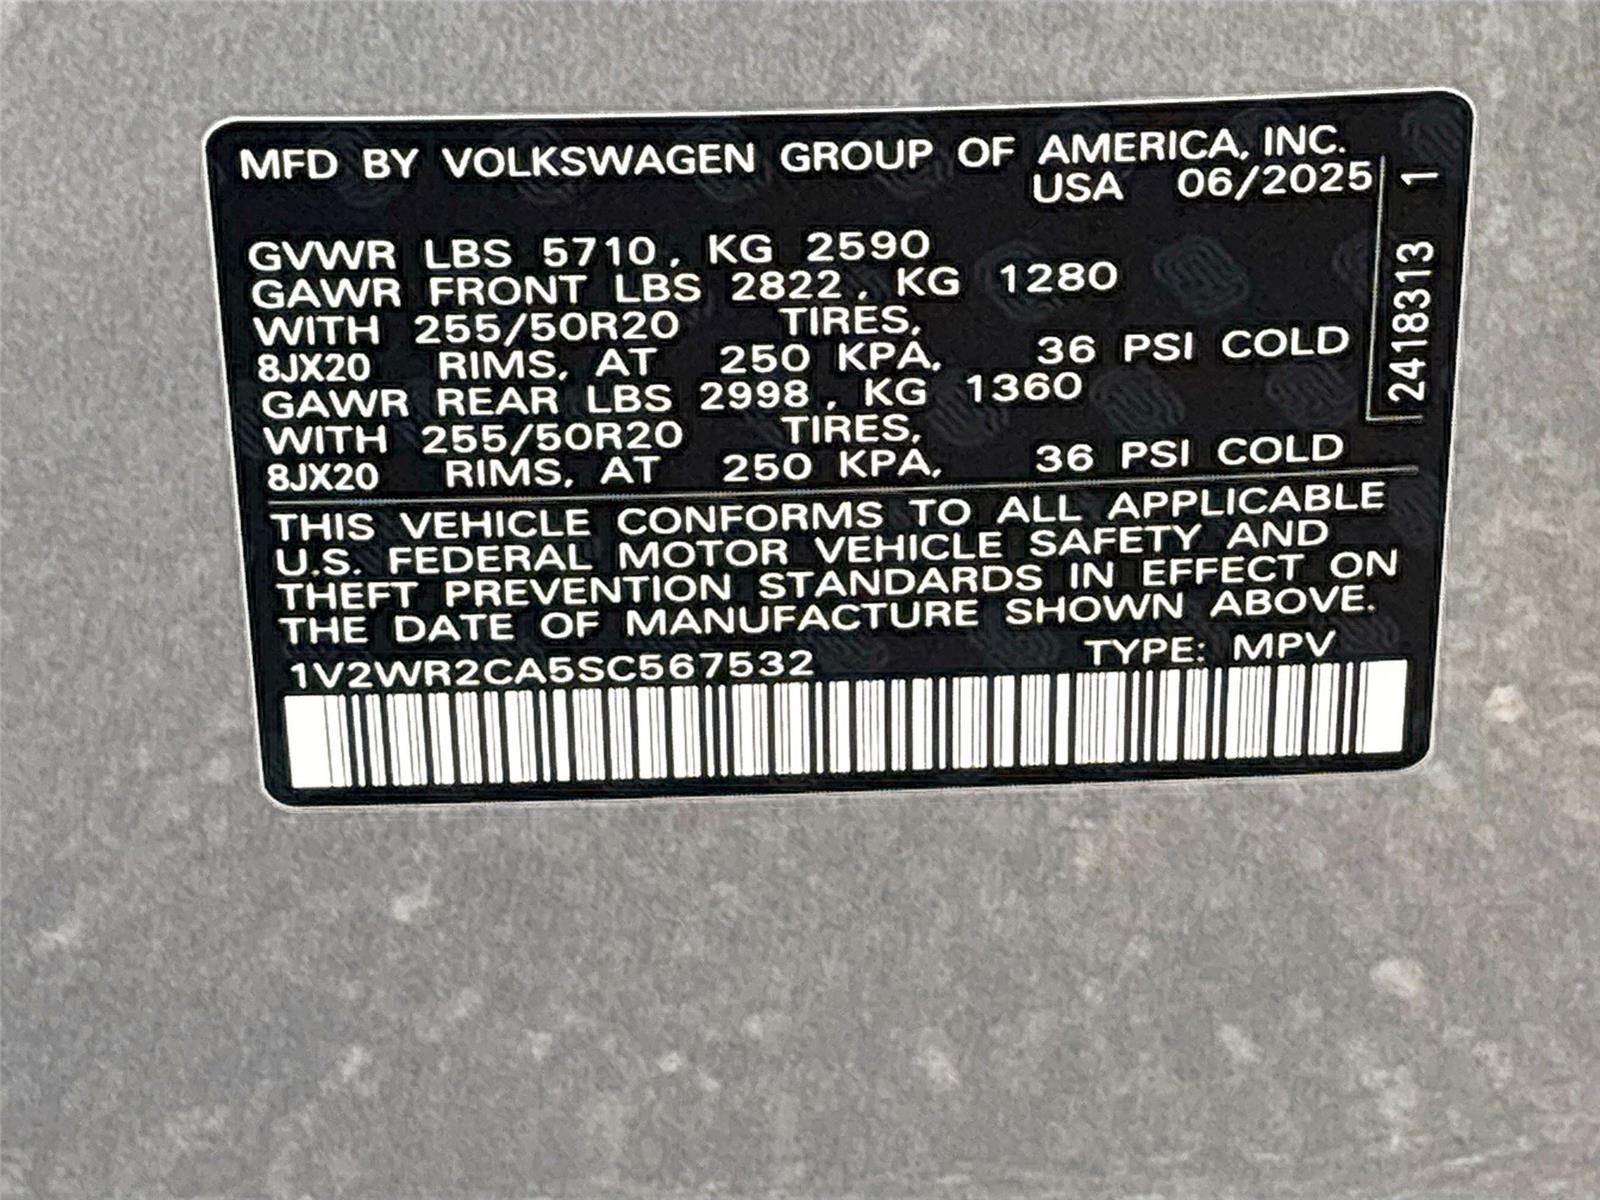 MFD BY VOLKSWAGEN GROUP OF AMERICA, INC.
USA 06/2025
GVWR LBS 5710, KG 2590
GAWR FRONT LBS 2822, KG 1280
WITH 255/50R20 TIRES,
8JX20 RIMS, AT 250 KPA, 36 PSI COLD
GAWR REAR LBS 2998, KG 1360
WITH 255/50R20 TIRES,
8JX20 RIMS, AT 250 KPA, 36 PSI COLD
THIS VEHICLE CONFORMS TO ALL APPLICABLE
U.S. FEDERAL MOTOR VEHICLE SAFETY AND
THEFT PREVENTION STANDARDS IN EFFECT ON
THE DATE OF MANUFACTURE SHOWN ABOVE.
1V2WR2CA5SC567532 TYPE: MPV
2418313 1